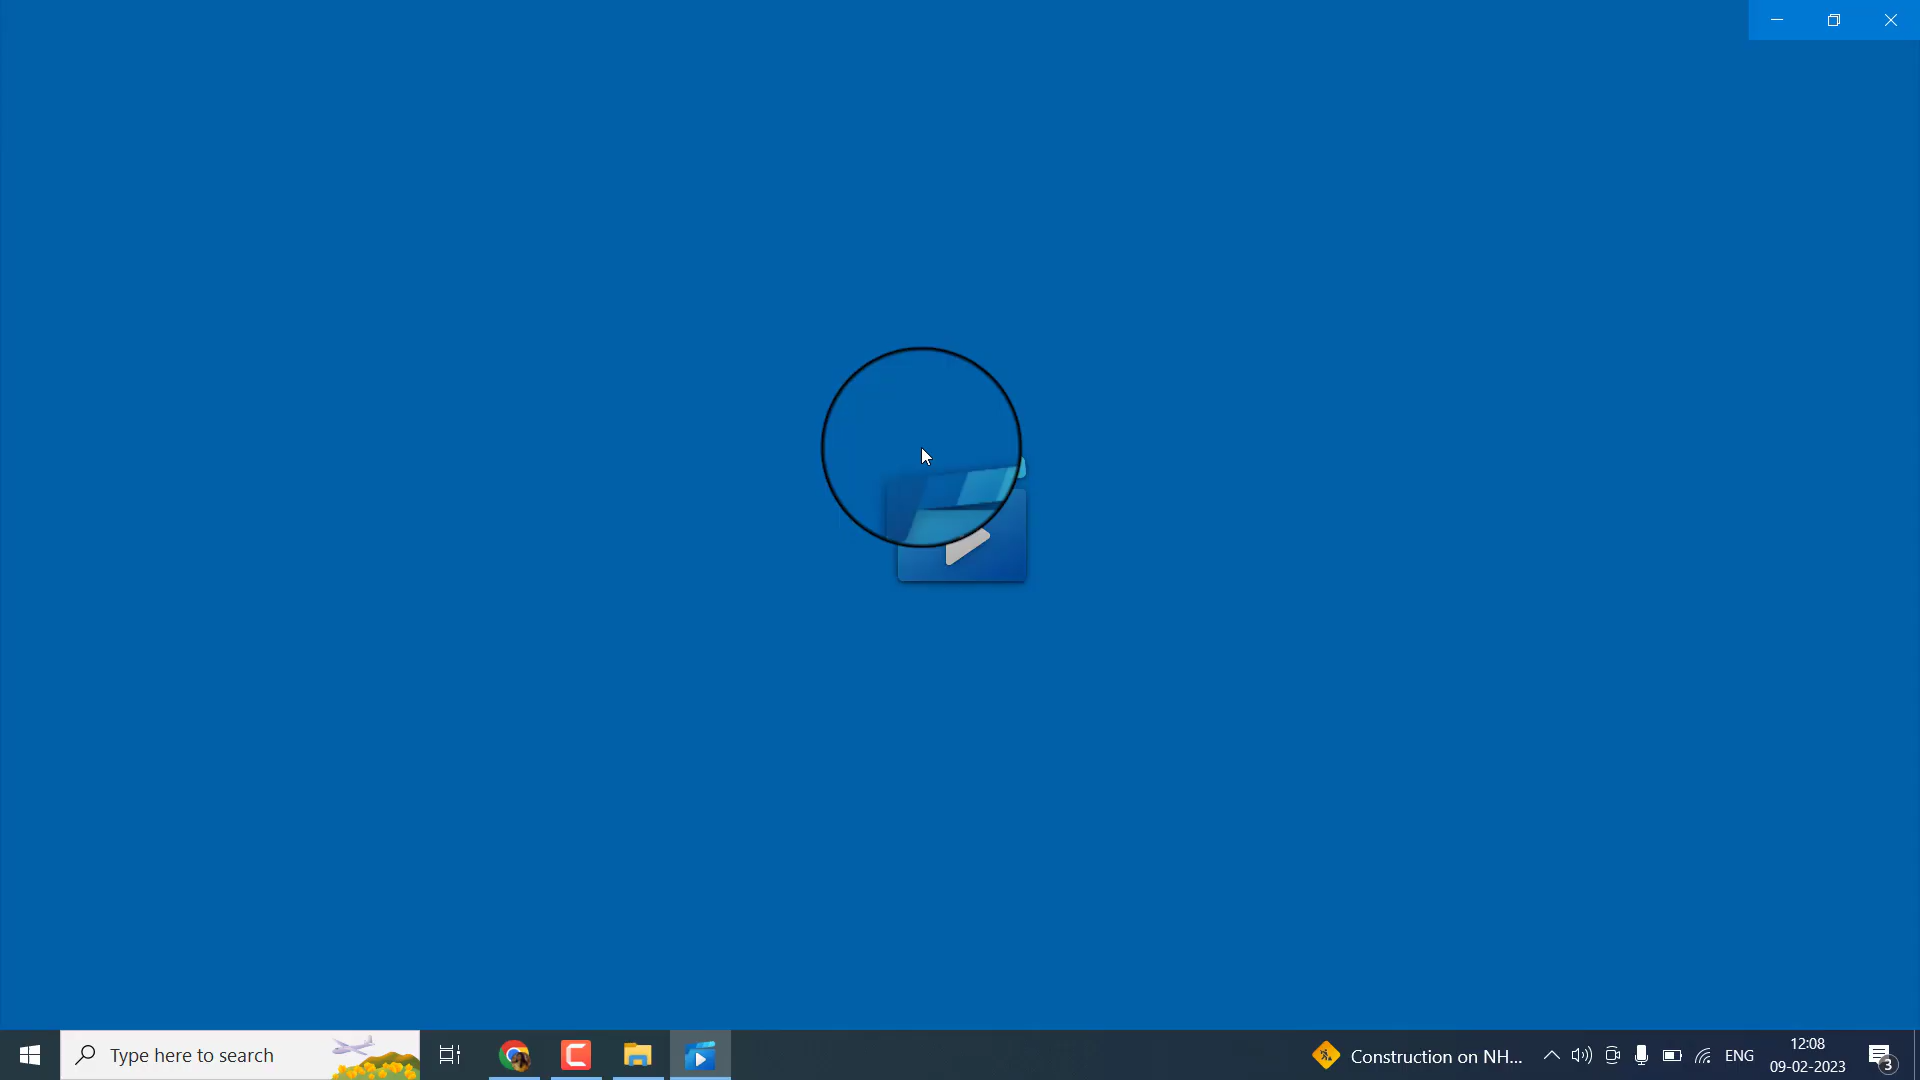 Type here to search
Construction on NH...
ENG
12:08
09-02-2023
3